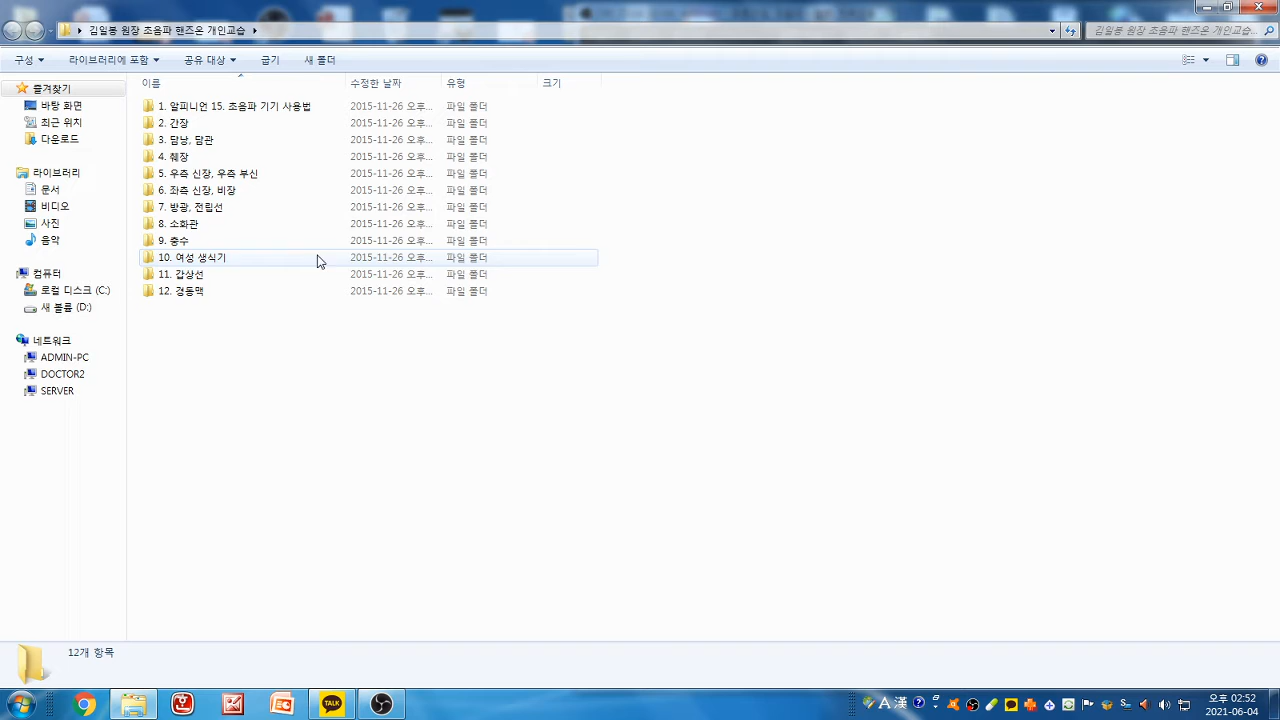 김일봉 원장 초음파 핸즈온 개인교습
김일봉 원장 초음파 핸즈온 개인교습...
구성 라이브러리에 포함 공유 대상 굽기 새 폴더
이름 수정한 날짜 유형 크기
즐겨찾기
바탕 화면
최근 위치
다운로드
라이브러리
문서
비디오
사진
음악
컴퓨터
로컬 디스크 (C:)
새 볼륨 (D:)
네트워크
ADMIN-PC
DOCTOR2
SERVER
1. 알피니언 15. 초음파 기기 사용법 2015-11-26 오후... 파일 폴더
2. 간장 2015-11-26 오후... 파일 폴더
3. 담낭, 담관 2015-11-26 오후... 파일 폴더
4. 췌장 2015-11-26 오후... 파일 폴더
5. 우측 신장, 우측 부신 2015-11-26 오후... 파일 폴더
6. 좌측 신장, 비장 2015-11-26 오후... 파일 폴더
7. 방광, 전립선 2015-11-26 오후... 파일 폴더
8. 소화관 2015-11-26 오후... 파일 폴더
9. 충수 2015-11-26 오후... 파일 폴더
10. 여성 생식기 2015-11-26 오후... 파일 폴더
11. 갑상선 2015-11-26 오후... 파일 폴더
12. 경동맥 2015-11-26 오후... 파일 폴더
12개 항목
TALK
A 漢
오후 02:52
2021-06-04